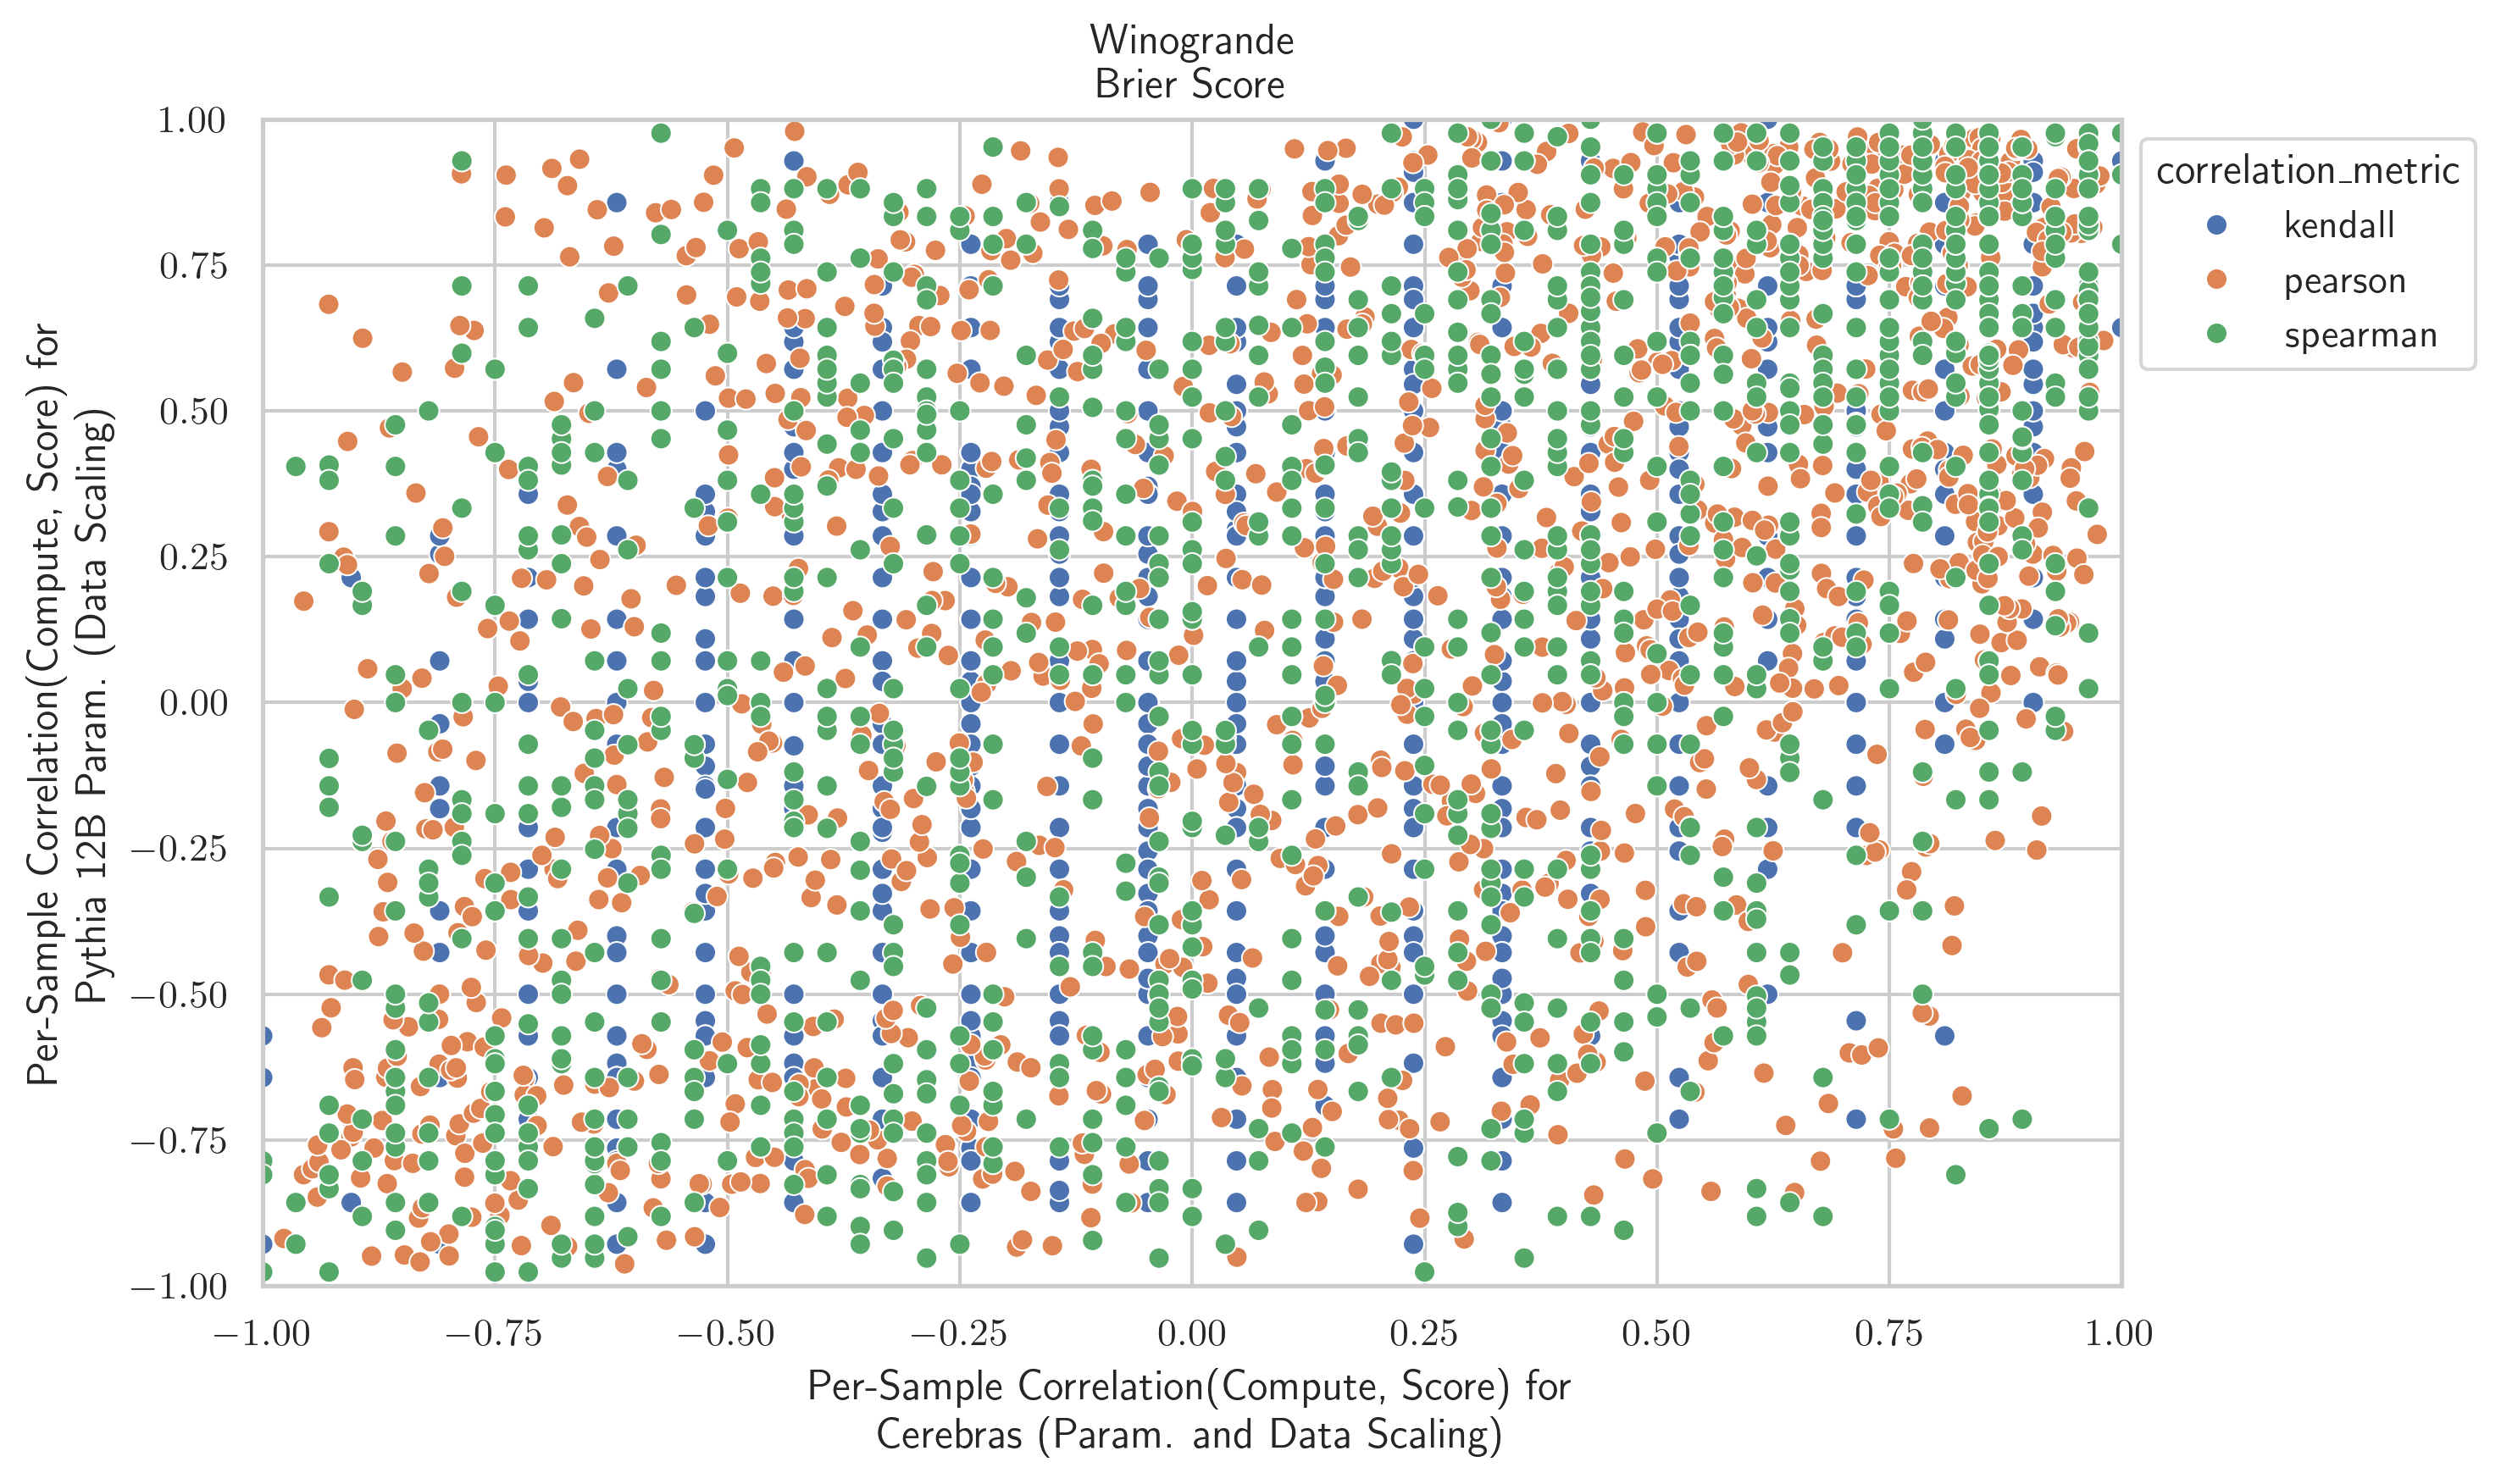 Winogrande
Brier Score
1.00
0.75
0.50
0.25
0.00
−0.25
−0.50
−0.75
−1.00
Per-Sample Correlation(Compute, Score) for
Pythia 12B Param. (Data Scaling)
−1.00 −0.75 −0.50 −0.25 0.00 0.25 0.50 0.75 1.00
Per-Sample Correlation(Compute, Score) for
Cerebras (Param. and Data Scaling)
correlation_metric
kendall
pearson
spearman